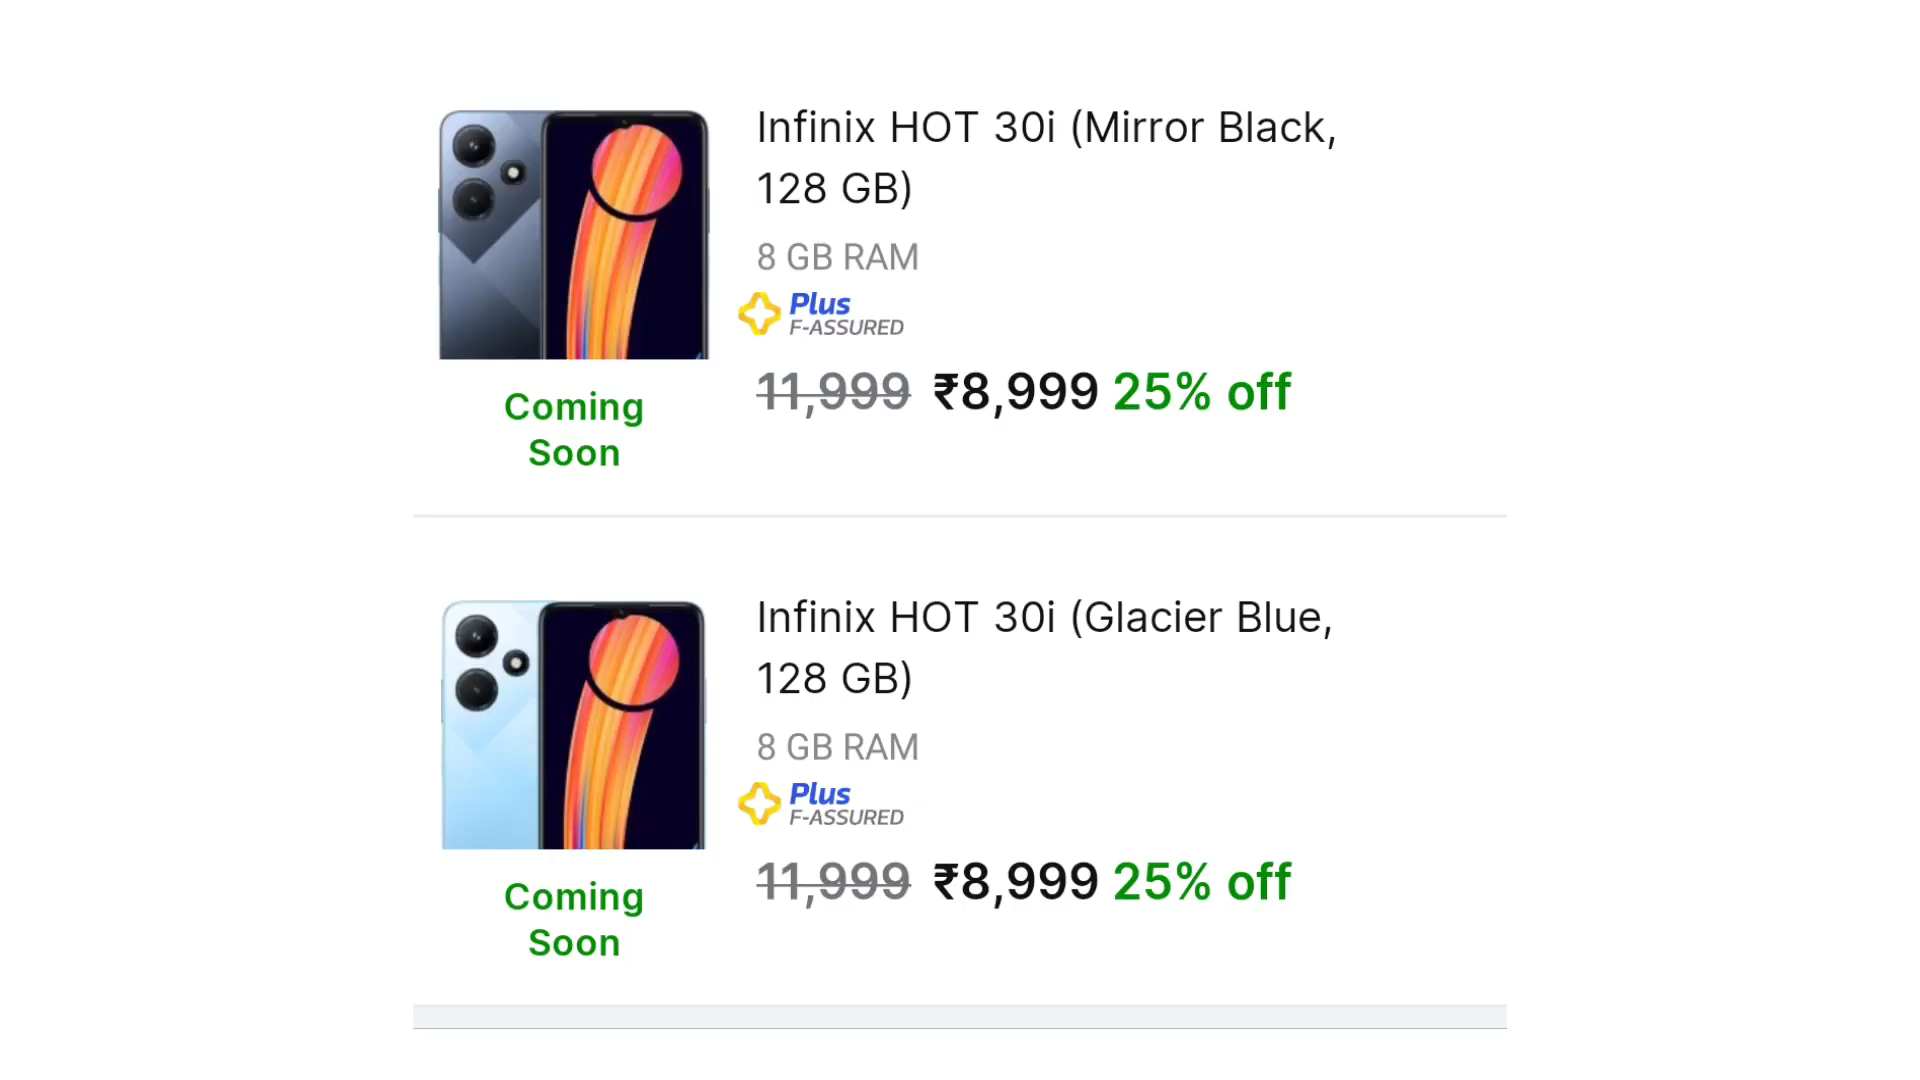 Infinix HOT 30i (Mirror Black,
128 GB)
8 GB RAM
Plus
F-ASSURED
11,999 ₹8,999 25% off
Coming
Soon
Infinix HOT 30i (Glacier Blue,
128 GB)
8 GB RAM
Plus
F-ASSURED
11,999 ₹8,999 25% off
Coming
Soon